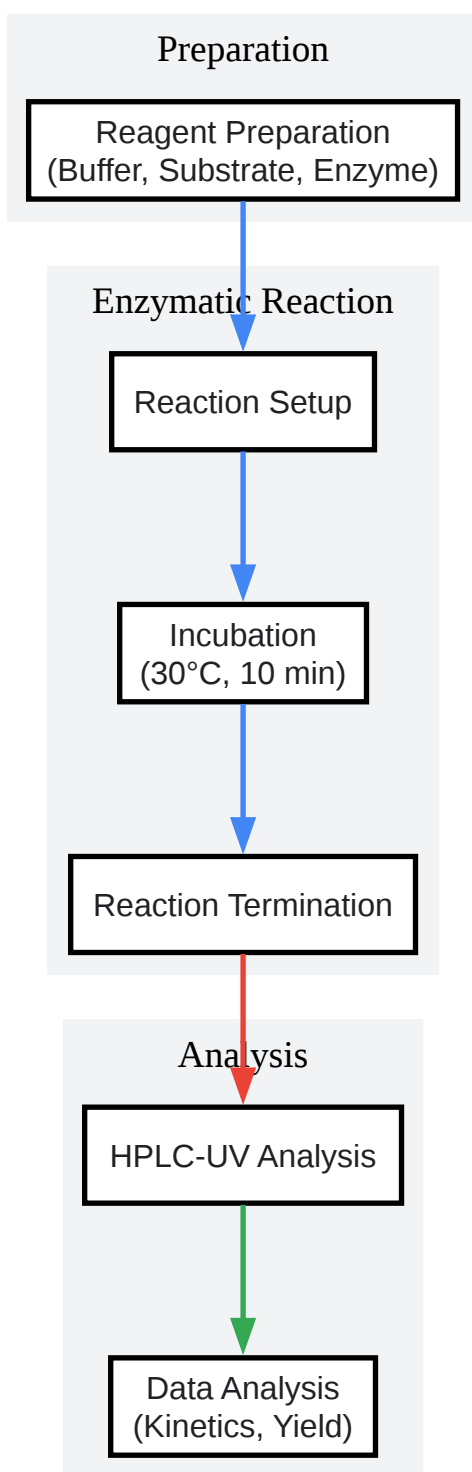 Preparation
Reagent Preparation
(Buffer, Substrate, Enzyme)
Enzymatic Reaction
Reaction Setup
Incubation
(30°C, 10 min)
Reaction Termination
Analysis
HPLC-UV Analysis
Data Analysis
(Kinetics, Yield)